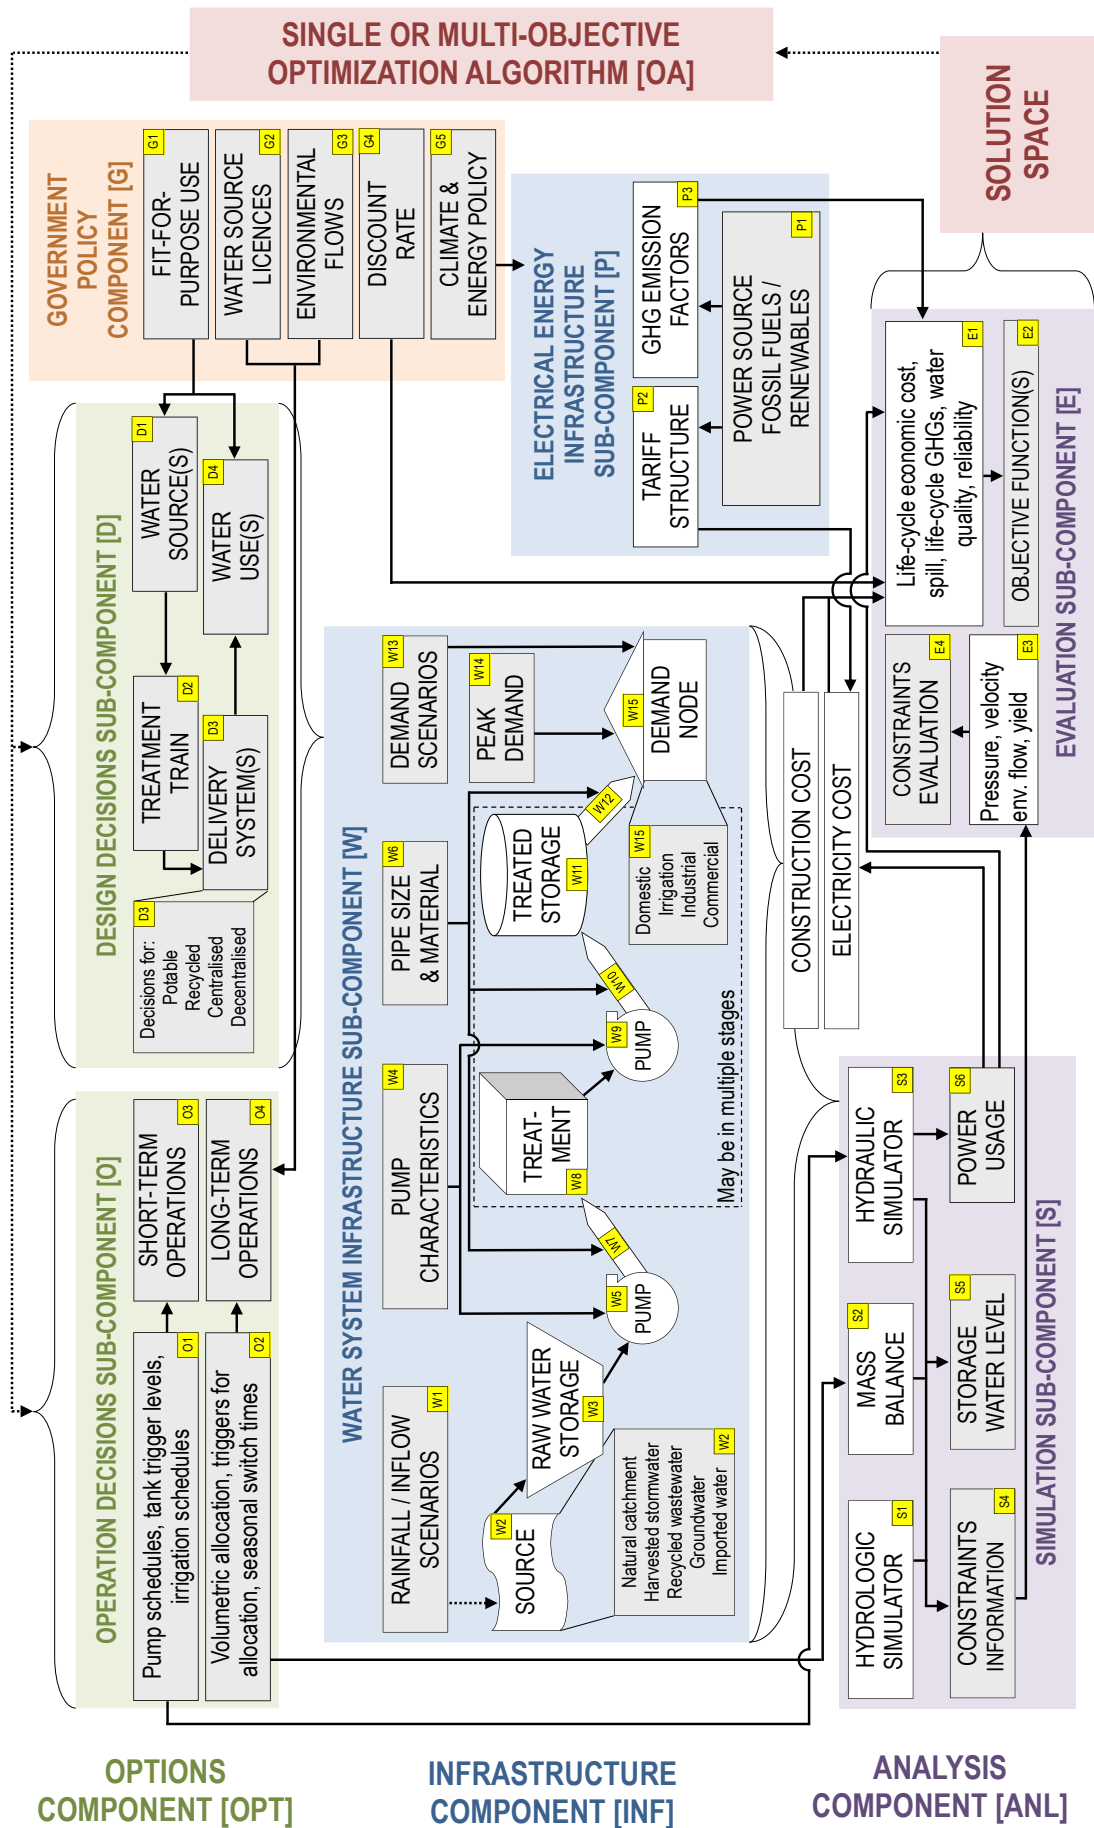 SINGLE OR MULTI-OBJECTIVE
OPTIMIZATION ALGORITHM [OA]
SOLUTION
SPACE
GOVERNMENT
POLICY
COMPONENT [G]
G1
FIT-FOR-
PURPOSE USE
G2
WATER SOURCE
LICENCES
G3
ENVIRONMENTAL
FLOWS
G4
DISCOUNT
RATE
G5
CLIMATE &
ENERGY POLICY
DESIGN DECISIONS SUB-COMPONENT [D]
D1
WATER
SOURCE(S)
D4
WATER
USE(S)
D2
TREATMENT
TRAIN
D3
DELIVERY
SYSTEM(S)
D3
Decisions for:
Potable
Recycled
Centralised
Decentralised
OPERATION DECISIONS SUB-COMPONENT [O]
O3
SHORT-TERM
OPERATIONS
O4
LONG-TERM
OPERATIONS
O1
Pump schedules, tank trigger levels,
irrigation schedules
O2
Volumetric allocation, triggers for
allocation, seasonal switch times
ELECTRICAL ENERGY
INFRASTRUCTURE
SUB-COMPONENT [P]
P3
GHG EMISSION
FACTORS
P2
TARIFF
STRUCTURE
P1
POWER SOURCE
FOSSIL FUELS /
RENEWABLES
WATER SYSTEM INFRASTRUCTURE SUB-COMPONENT [W]
W1
RAINFALL / INFLOW
SCENARIOS
W4
PUMP
CHARACTERISTICS
W6
PIPE SIZE
& MATERIAL
W13
DEMAND
SCENARIOS
W14
PEAK
DEMAND
W2
SOURCE
RAW WATER
STORAGE
W3
W5
PUMP
W7
TREAT-
MENT
W8
W9
PUMP
W10
TREATED
STORAGE
W11
W12
W15
DEMAND
NODE
W15
Domestic
Irrigation
Industrial
Commercial
W2
Natural catchment
Harvested stormwater
Recycled wastewater
Groundwater
Imported water
May be in multiple stages
CONSTRUCTION COST
ELECTRICITY COST
E1
Life-cycle economic cost,
spill, life-cycle GHGs, water
quality, reliability
E2
OBJECTIVE FUNCTION(S)
E4
CONSTRAINTS
EVALUATION
E3
Pressure, velocity
env. flow, yield
EVALUATION SUB-COMPONENT [E]
S1
HYDROLOGIC
SIMULATOR
S2
MASS
BALANCE
S3
HYDRAULIC
SIMULATOR
S4
CONSTRAINTS
INFORMATION
S5
STORAGE
WATER LEVEL
S6
POWER
USAGE
SIMULATION SUB-COMPONENT [S]
OPTIONS
COMPONENT [OPT]
INFRASTRUCTURE
COMPONENT [INF]
ANALYSIS
COMPONENT [ANL]